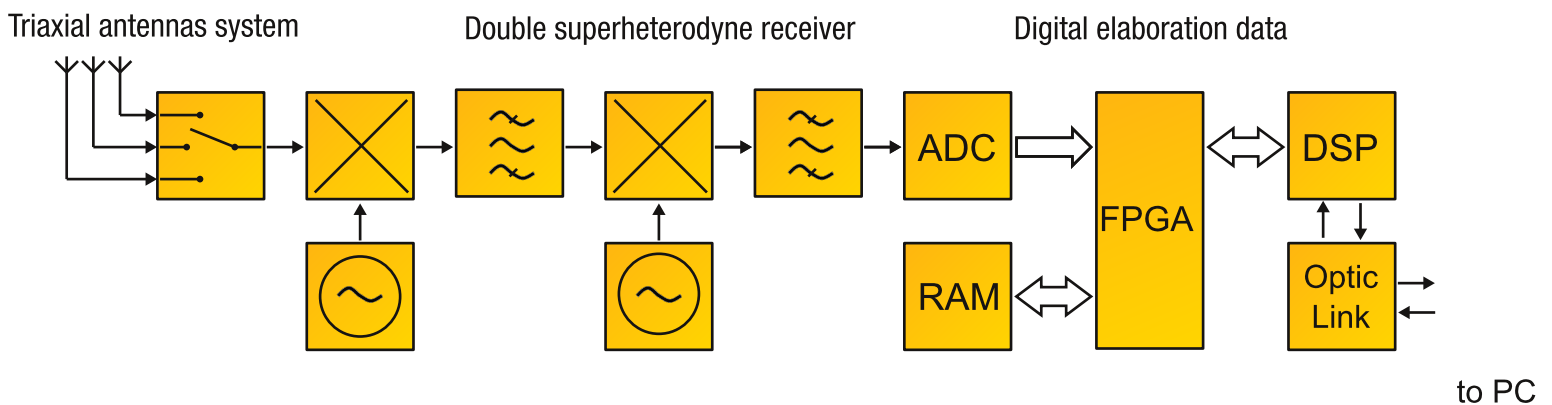 Triaxial antennas system
Double superheterodyne receiver
Digital elaboration data
ADC
DSP
FPGA
RAM
Optic
Link
to PC